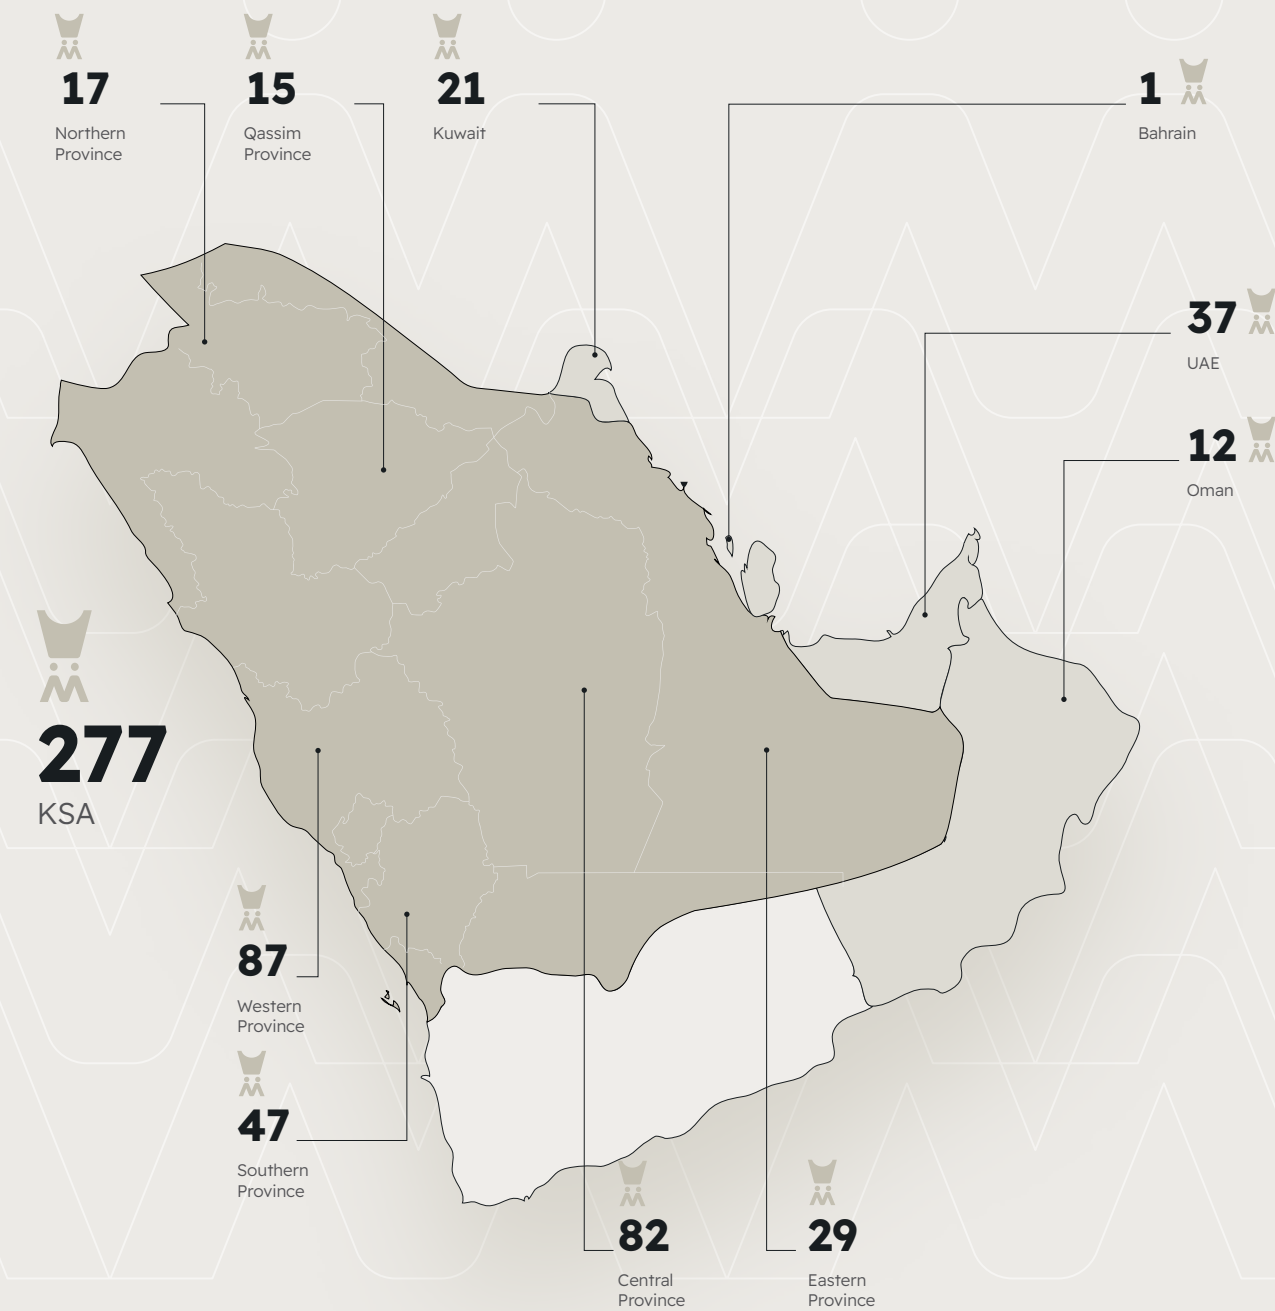 17
Northern
Province
15
Qassim
Province
21
Kuwait
1
Bahrain
37
UAE
12
Oman
277
KSA
87
Western
Province
47
Southern
Province
82
Central
Province
29
Eastern
Province